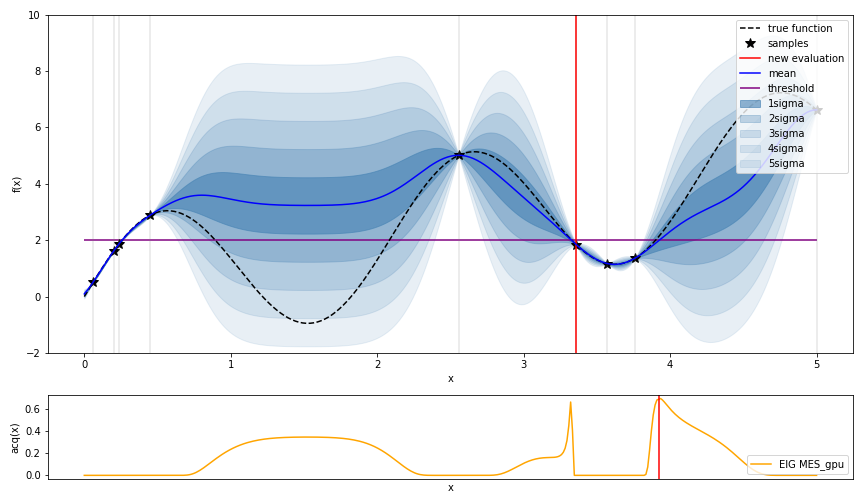 10
8
6
4
2
0
−2
f(x)
true function
samples
new evaluation
mean
threshold
1sigma
2sigma
3sigma
4sigma
5sigma
0 1 2 3 4 5
x
0.6
0.4
0.2
0.0
acq(x)
EIG MES_gpu
x